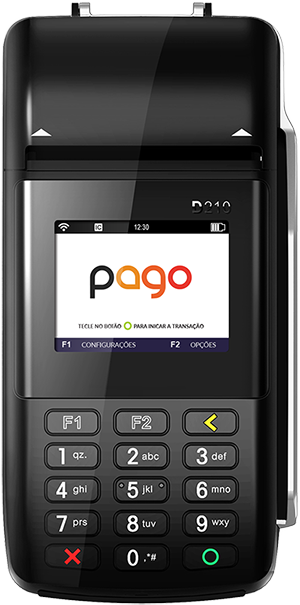 D210
IC 12:30
pago
TECLE NO BOTÃO PARA INICAR A TRANSAÇÃO
F1 CONFIGURAÇÕES F2 OPÇÕES
F1 F2
1 qz. 2 abc 3 def
4 ghi 5 jkl 6 mno
7 prs 8 tuv 9 wxy
0 .*#